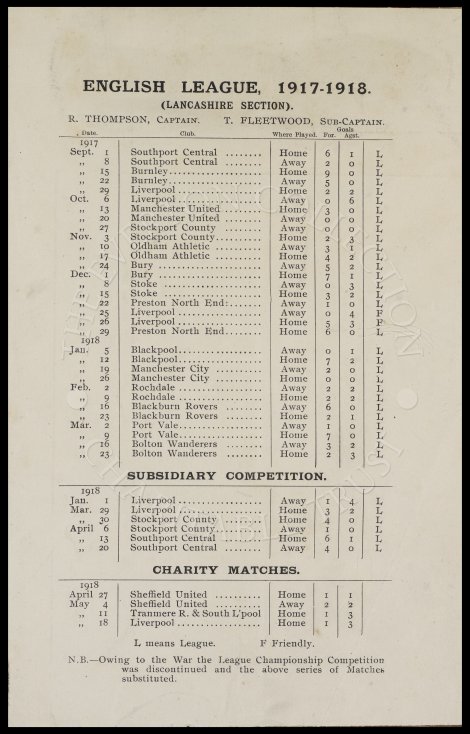 ENGLISH LEAGUE, 1917-1918.
(LANCASHIRE SECTION).
R. THOMPSON, CAPTAIN. T. FLEETWOOD, SUB-CAPTAIN.
Date. Club. Where Played. Goals For. Agst.
1917
Sept. 1 Southport Central ........ Home 6 1 L
„ 8 Southport Central ........ Away 2 0 L
„ 15 Burnley.................. Home 9 0 L
„ 22 Burnley.................. Away 5 0 L
„ 29 Liverpool ................ Home 2 2 L
Oct. 6 Liverpool ................ Away 0 6 L
„ 13 Manchester United ....... Home 3 0 L
„ 20 Manchester United ....... Away 0 0 L
„ 27 Stockport County ........ Away 0 0 L
Nov. 3 Stockport County......... Home 2 3 L
„ 10 Oldham Athletic .......... Away 3 1 L
„ 17 Oldham Athletic .......... Home 4 2 L
„ 24 Bury .................... Away 5 2 L
Dec. 1 Bury .................... Home 7 1 L
„ 8 Stoke ................... Away 0 3 L
„ 15 Stoke ................... Home 3 2 L
„ 22 Preston North End........ Away 1 0 L
„ 25 Liverpool ................ Away 0 4 F
„ 26 Liverpool ................ Home 5 3 F
„ 29 Preston North End........ Home 6 0 L
1918
Jan. 5 Blackpool................ Away 0 1 L
„ 12 Blackpool................ Home 7 2 L
„ 19 Manchester City ......... Away 2 0 L
„ 26 Manchester City ......... Home 0 0 L
Feb. 2 Rochdale ................ Away 2 2 L
„ 9 Rochdale ................ Home 2 2 L
„ 16 Blackburn Rovers ........ Away 6 0 L
„ 23 Blackburn Rovers ........ Home 2 1 L
Mar. 2 Port Vale................ Away 1 0 L
„ 9 Port Vale................ Home 7 0 L
„ 16 Bolton Wanderers ........ Away 3 2 L
„ 23 Bolton Wanderers ........ Home 2 3 L
SUBSIDIARY COMPETITION.
1918
Jan. 1 Liverpool ................ Away 1 4 L
Mar. 29 Liverpool ................ Home 3 2 L
„ 30 Stockport County ........ Home 4 0 L
April 6 Stockport County......... Away 1 0 L
„ 13 Southport Central ........ Home 6 1 L
„ 20 Southport Central ........ Away 4 0 L
CHARITY MATCHES.
1918
April 27 Sheffield United .......... Home 1 1
May 4 Sheffield United .......... Away 2 2
„ 11 Tranmere R. & South L'pool Home 1 3
„ 18 Liverpool ................ Home 1 3
L means League. F Friendly.
N.B.—Owing to the War the League Championship Competition
was discontinued and the above series of Matches
substituted.